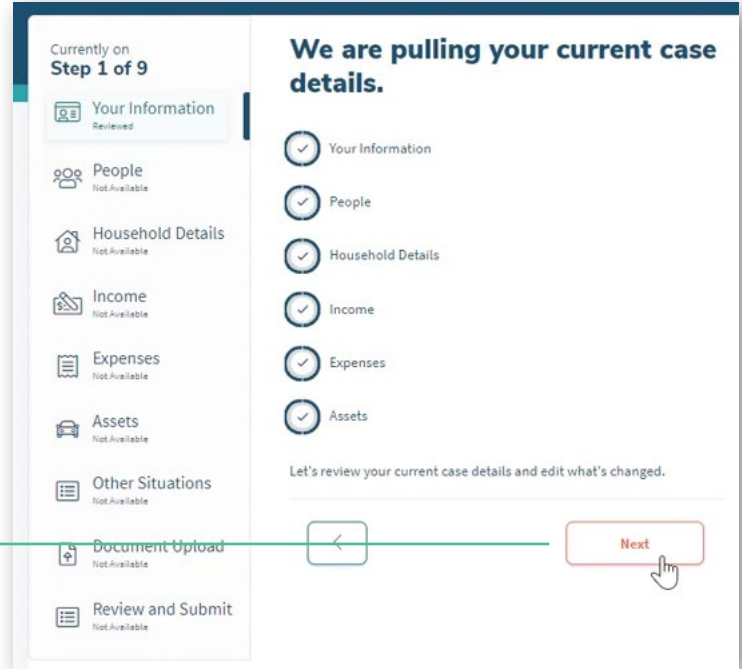 Currently on
Step 1 of 9
Your Information
Reviewed
People
Not Available
Household Details
Not Available
Income
Not Available
Expenses
Not Available
Assets
Not Available
Other Situations
Not Available
Document Upload
Not Available
Review and Submit
Not Available
We are pulling your current case
details.
Your Information
People
Household Details
Income
Expenses
Assets
Let's review your current case details and edit what's changed.
Next